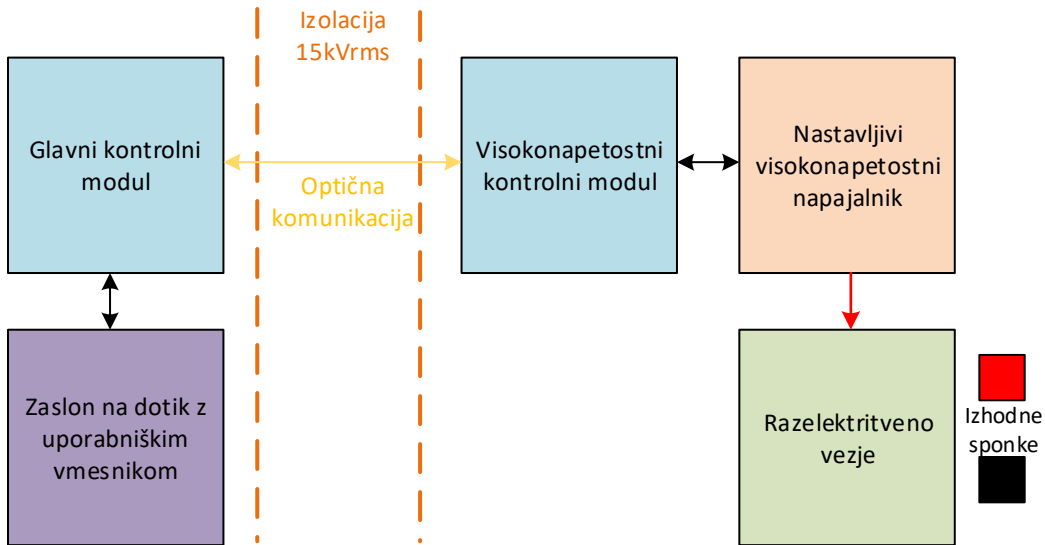 Izolacija
15kVrms
Glavni kontrolni
modul
Optična
komunikacija
Visokonapetostni
kontrolni modul
Nastavljivi
visokonapetostni
napajalnik
Zaslon na dotik z
uporabniškim
vmesnikom
Razelektritveno
vezje
Izhodne
sponke